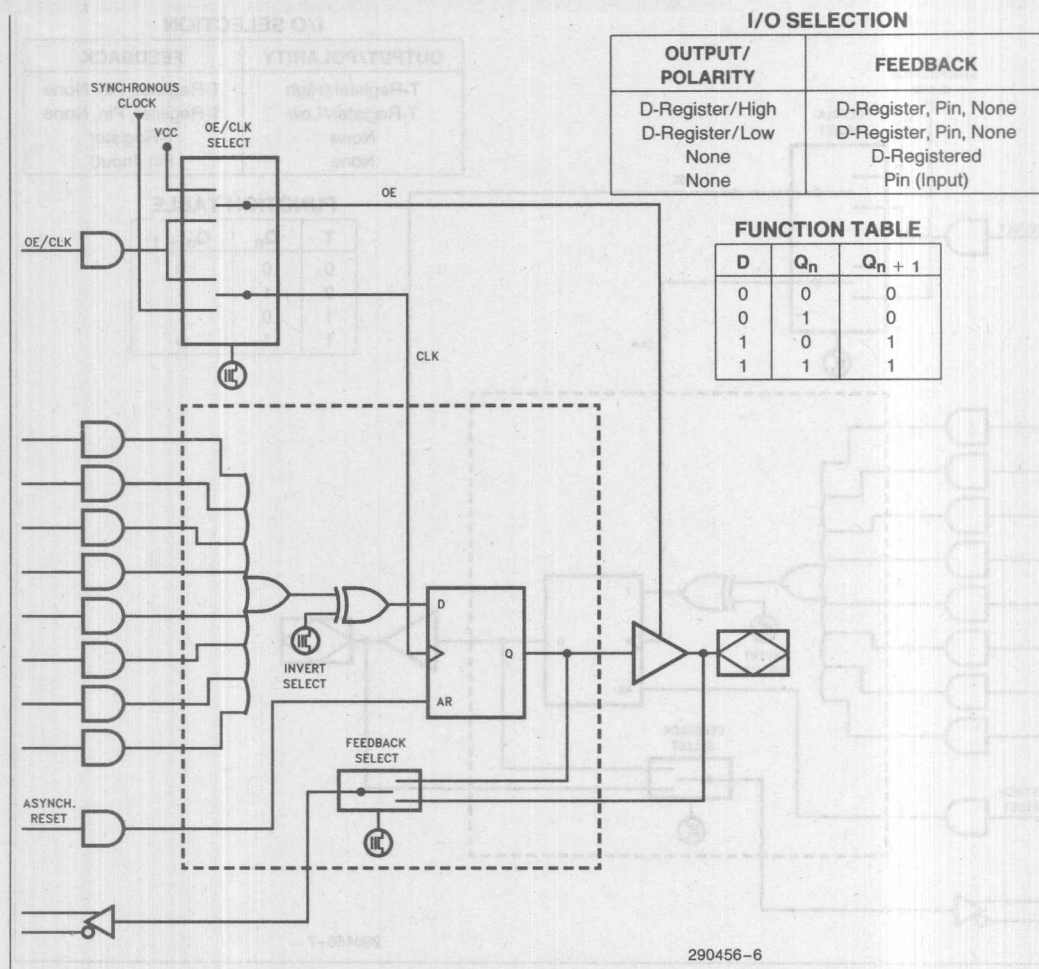 I/O SELECTION
OUTPUT/
POLARITY
FEEDBACK
D-Register/High D-Register, Pin, None
D-Register/Low D-Register, Pin, None
None D-Registered
None Pin (Input)
FUNCTION TABLE
D Qn Qn + 1
0 0 0
0 1 0
1 0 1
1 1 1
SYNCHRONOUS
CLOCK
VCC
OE/CLK
SELECT
OE
OE/CLK
CLK
D
Q
AR
INVERT
SELECT
FEEDBACK
SELECT
ASYNCH.
RESET
290456-6